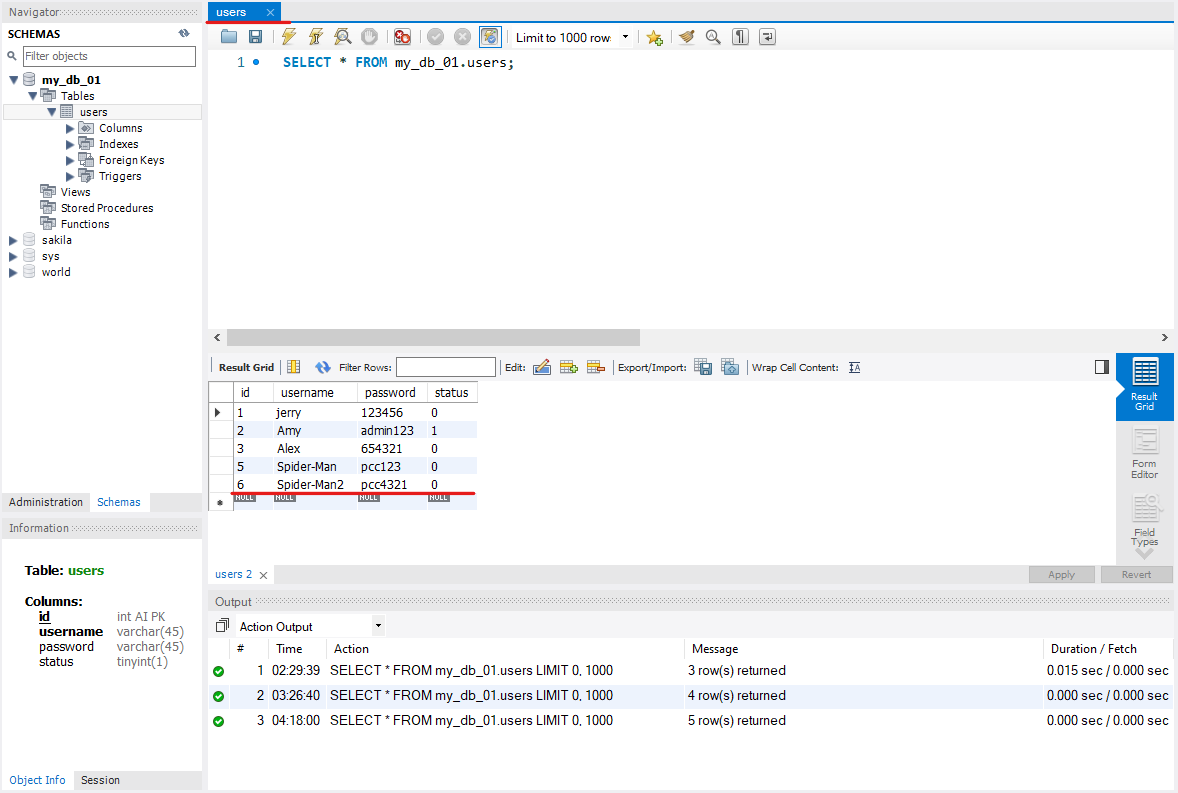 Navigator
SCHEMAS
Filter objects
my_db_01
Tables
users
Columns
Indexes
Foreign Keys
Triggers
Views
Stored Procedures
Functions
sakila
sys
world
Administration Schemas
Information
Table: users
Columns:
id int AI PK
username varchar(45)
password varchar(45)
status tinyint(1)
Object Info Session
users
Limit to 1000 row
1 SELECT * FROM my_db_01.users;
Result Grid Filter Rows: Edit: Export/Import: Wrap Cell Content:
id username password status
1 jerry 123456 0
2 Amy admin123 1
3 Alex 654321 0
5 Spider-Man pcc123 0
6 Spider-Man2 pcc4321 0
NULL NULL NULL NULL
Result
Grid
Form
Editor
Field
Types
users 2 Apply Revert
Output
Action Output
# Time Action Message Duration / Fetch
1 02:29:39 SELECT * FROM my_db_01.users LIMIT 0, 1000 3 row(s) returned 0.015 sec / 0.000 sec
2 03:26:40 SELECT * FROM my_db_01.users LIMIT 0, 1000 4 row(s) returned 0.000 sec / 0.000 sec
3 04:18:00 SELECT * FROM my_db_01.users LIMIT 0, 1000 5 row(s) returned 0.000 sec / 0.000 sec